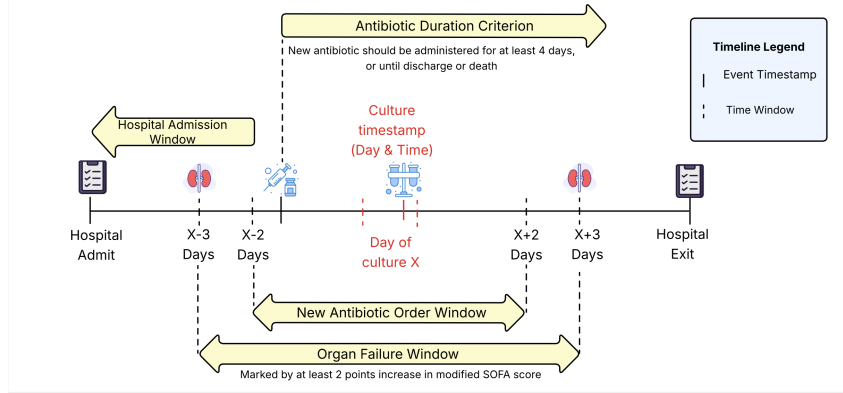 Antibiotic Duration Criterion
New antibiotic should be administered for at least 4 days,
or until discharge or death
Timeline Legend
Event Timestamp
Time Window
Hospital Admission
Window
Culture
timestamp
(Day & Time)
Hospital
Admit
X-3
Days
X-2
Days
Day of
culture X
X+2
Days
X+3
Days
Hospital
Exit
New Antibiotic Order Window
Organ Failure Window
Marked by at least 2 points increase in modified SOFA score